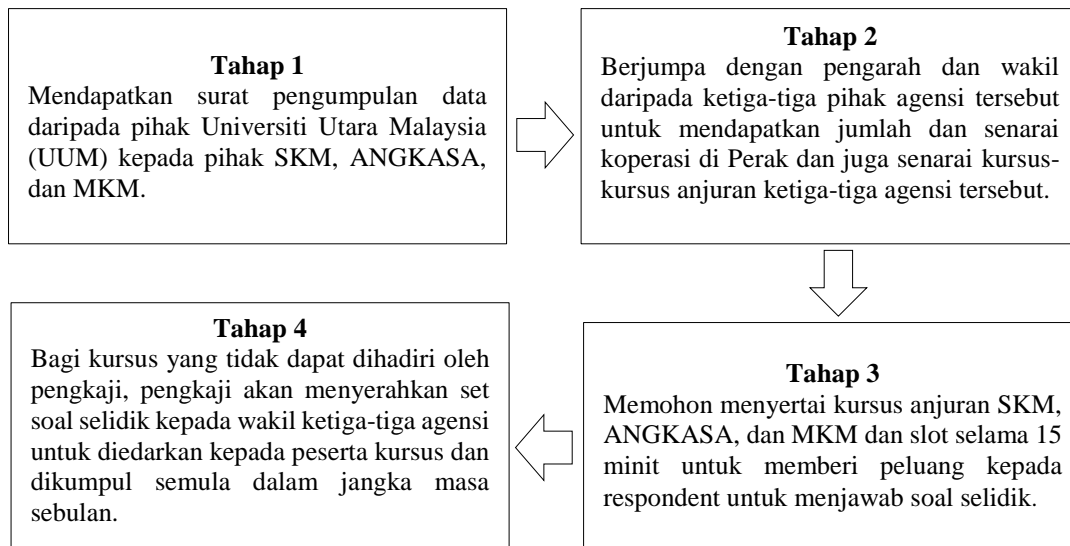 Tahap 1
Mendapatkan surat pengumpulan data
daripada pihak Universiti Utara Malaysia
(UUM) kepada pihak SKM, ANGKASA,
dan MKM.
Tahap 2
Berjumpa dengan pengarah dan wakil
daripada ketiga-tiga pihak agensi tersebut
untuk mendapatkan jumlah dan senarai
koperasi di Perak dan juga senarai kursus-
kursus anjuran ketiga-tiga agensi tersebut.
Tahap 3
Memohon menyertai kursus anjuran SKM,
ANGKASA, dan MKM dan slot selama 15
minit untuk memberi peluang kepada
respondent untuk menjawab soal selidik.
Tahap 4
Bagi kursus yang tidak dapat dihadiri oleh
pengkaji, pengkaji akan menyerahkan set
soal selidik kepada wakil ketiga-tiga agensi
untuk diedarkan kepada peserta kursus dan
dikumpul semula dalam jangka masa
sebulan.